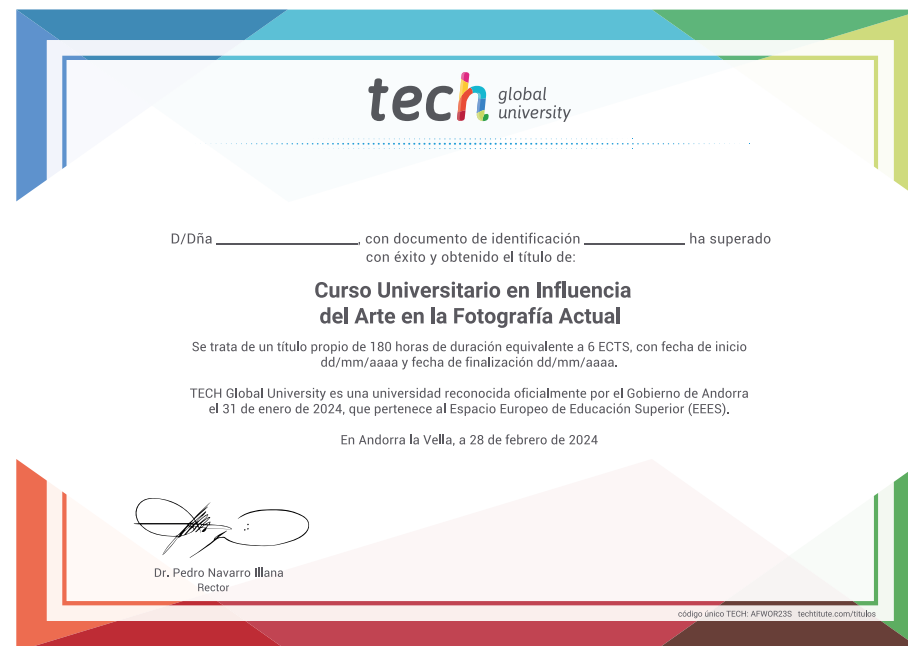 tech global university
D/Dña ____________________, con documento de identificación ______________ ha superado
con éxito y obtenido el título de:
Curso Universitario en Influencia
del Arte en la Fotografía Actual
Se trata de un título propio de 180 horas de duración equivalente a 6 ECTS, con fecha de inicio
dd/mm/aaaa y fecha de finalización dd/mm/aaaa.
TECH Global University es una universidad reconocida oficialmente por el Gobierno de Andorra
el 31 de enero de 2024, que pertenece al Espacio Europeo de Educación Superior (EEES).
En Andorra la Vella, a 28 de febrero de 2024
Dr. Pedro Navarro Illana
Rector
código único TECH: AFWOR23S techtitute.com/titulos